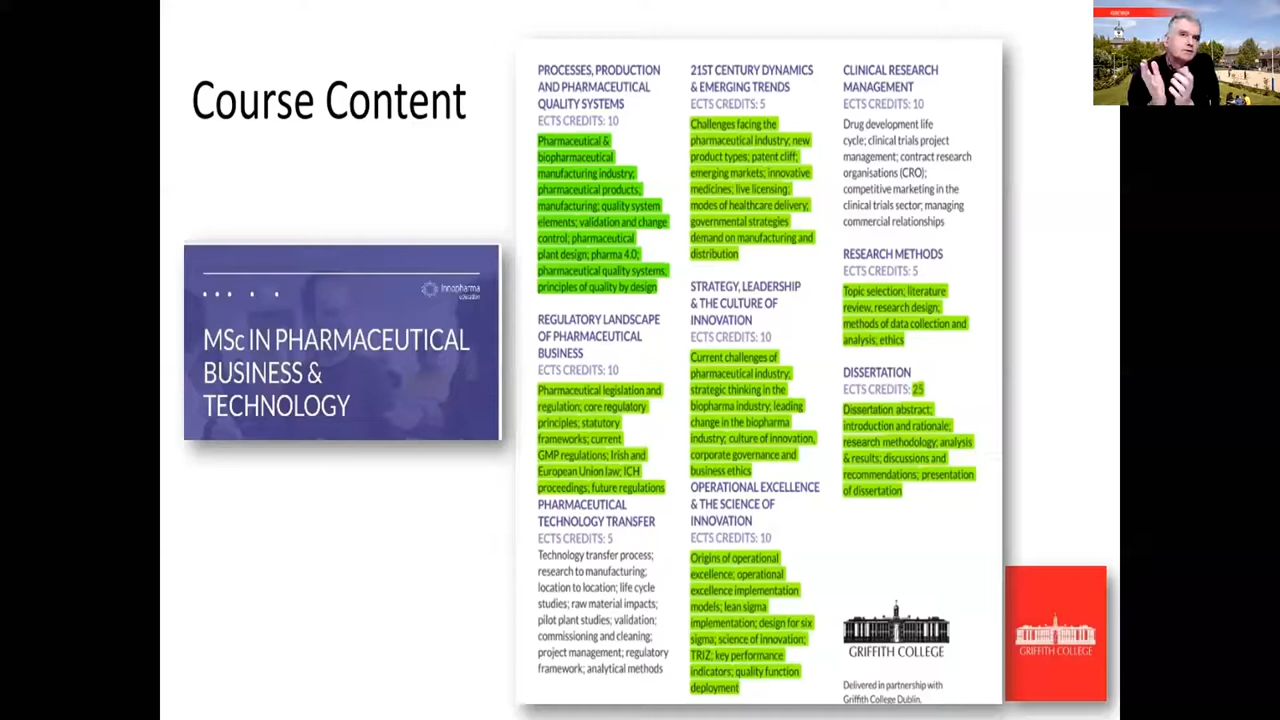 Course Content
innopharma
education
MSc IN PHARMACEUTICAL
BUSINESS &
TECHNOLOGY
PROCESSES, PRODUCTION
AND PHARMACEUTICAL
QUALITY SYSTEMS
ECTS CREDITS: 10
Pharmaceutical &
biopharmaceutical
manufacturing industry;
pharmaceutical products;
manufacturing; quality system
elements; validation and change
control; pharmaceutical
plant design; pharma 4.0;
pharmaceutical quality systems,
principles of quality by design
REGULATORY LANDSCAPE
OF PHARMACEUTICAL
BUSINESS
ECTS CREDITS: 10
Pharmaceutical legislation and
regulation; core regulatory
principles; statutory
frameworks; current
GMP regulations; Irish and
European Union law; ICH
proceedings; future regulations
PHARMACEUTICAL
TECHNOLOGY TRANSFER
ECTS CREDITS: 5
Technology transfer process;
research to manufacturing;
location to location; life cycle
studies; raw material impacts;
pilot plant studies; validation;
commissioning and cleaning;
project management; regulatory
framework; analytical methods
21ST CENTURY DYNAMICS
& EMERGING TRENDS
ECTS CREDITS: 5
Challenges facing the
pharmaceutical industry; new
product types; patent cliff;
emerging markets; innovative
medicines; live licensing;
modes of healthcare delivery;
governmental strategies
demand on manufacturing and
distribution
STRATEGY, LEADERSHIP
& THE CULTURE OF
INNOVATION
ECTS CREDITS: 10
Current challenges of
pharmaceutical industry;
strategic thinking in the
biopharma industry; leading
change in the biopharma
industry; culture of innovation,
corporate governance and
business ethics
OPERATIONAL EXCELLENCE
& THE SCIENCE OF
INNOVATION
ECTS CREDITS: 10
Origins of operational
excellence; operational
excellence implementation
models; lean sigma
implementation; design for six
sigma; science of innovation;
TRIZ; key performance
indicators; quality function
deployment
CLINICAL RESEARCH
MANAGEMENT
ECTS CREDITS: 10
Drug development life
cycle; clinical trials project
management; contract research
organisations (CRO);
competitive marketing in the
clinical trials sector; managing
commercial relationships
RESEARCH METHODS
ECTS CREDITS: 5
Topic selection; literature
review, research design;
methods of data collection and
analysis; ethics
DISSERTATION
ECTS CREDITS: 25
Dissertation abstract;
introduction and rationale;
research methodology; analysis
& results; discussions and
recommendations; presentation
of dissertation
GRIFFITH COLLEGE
Delivered in partnership with
Griffith College Dublin.
GRIFFITH COLLEGE